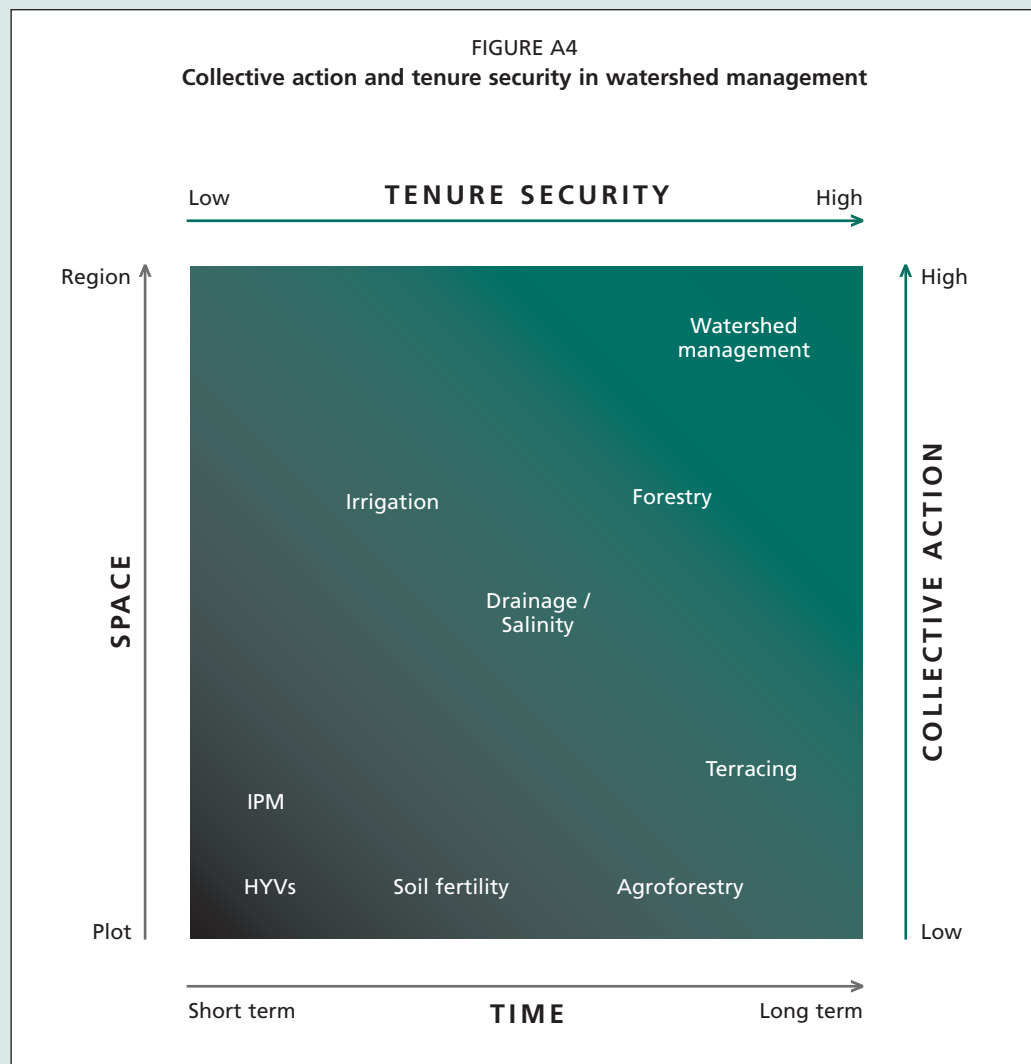 FIGURE A4
Collective action and tenure security in watershed management
Low TENURE SECURITY High
Region
High
Watershed
management
Irrigation
Forestry
SPACE
COLLECTIVE ACTION
Drainage /
Salinity
Terracing
IPM
HYVs
Soil fertility
Agroforestry
Plot
Low
Short term TIME Long term